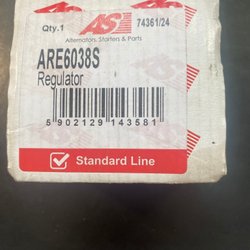 Qty.1
AS
74361/24
Alternators, Starters & Parts
ARE6038S
Regulator
5 902129 143581
Standard Line